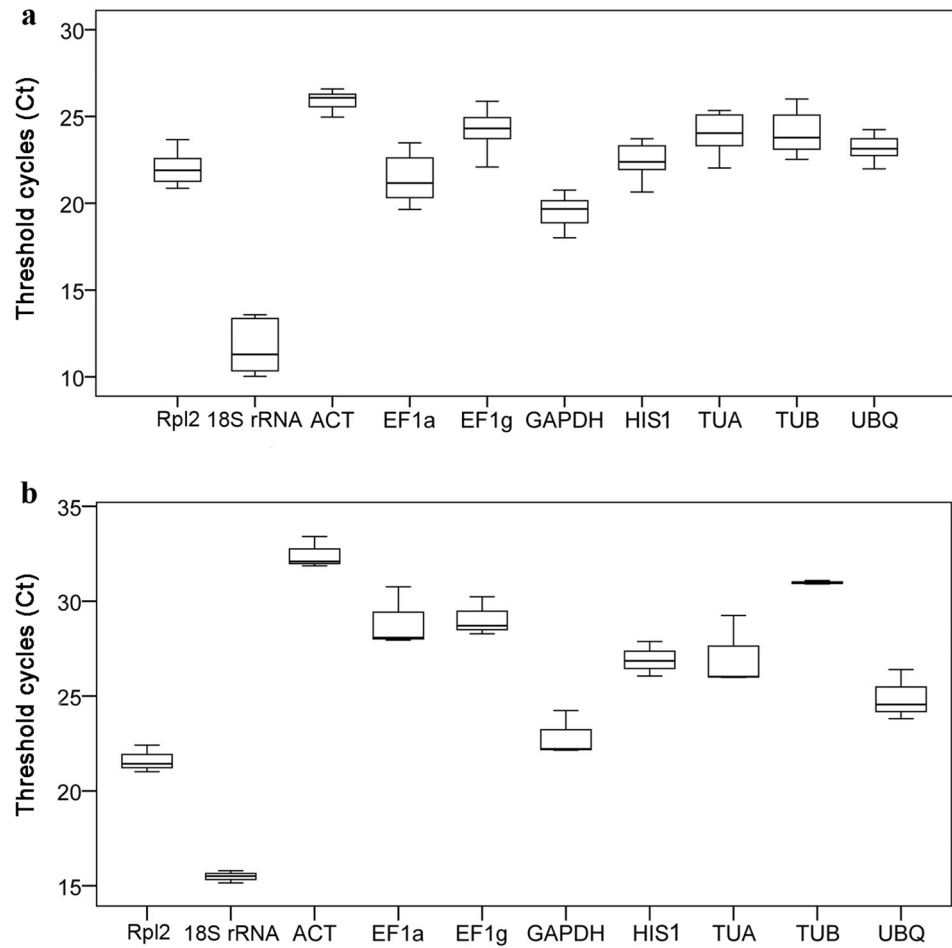 a
Threshold cycles (Ct)
30
25
20
15
10
Rpl2 18S rRNA ACT EF1a EF1g GAPDH HIS1 TUA TUB UBQ
b
Threshold cycles (Ct)
35
30
25
20
15
Rpl2 18S rRNA ACT EF1a EF1g GAPDH HIS1 TUA TUB UBQ